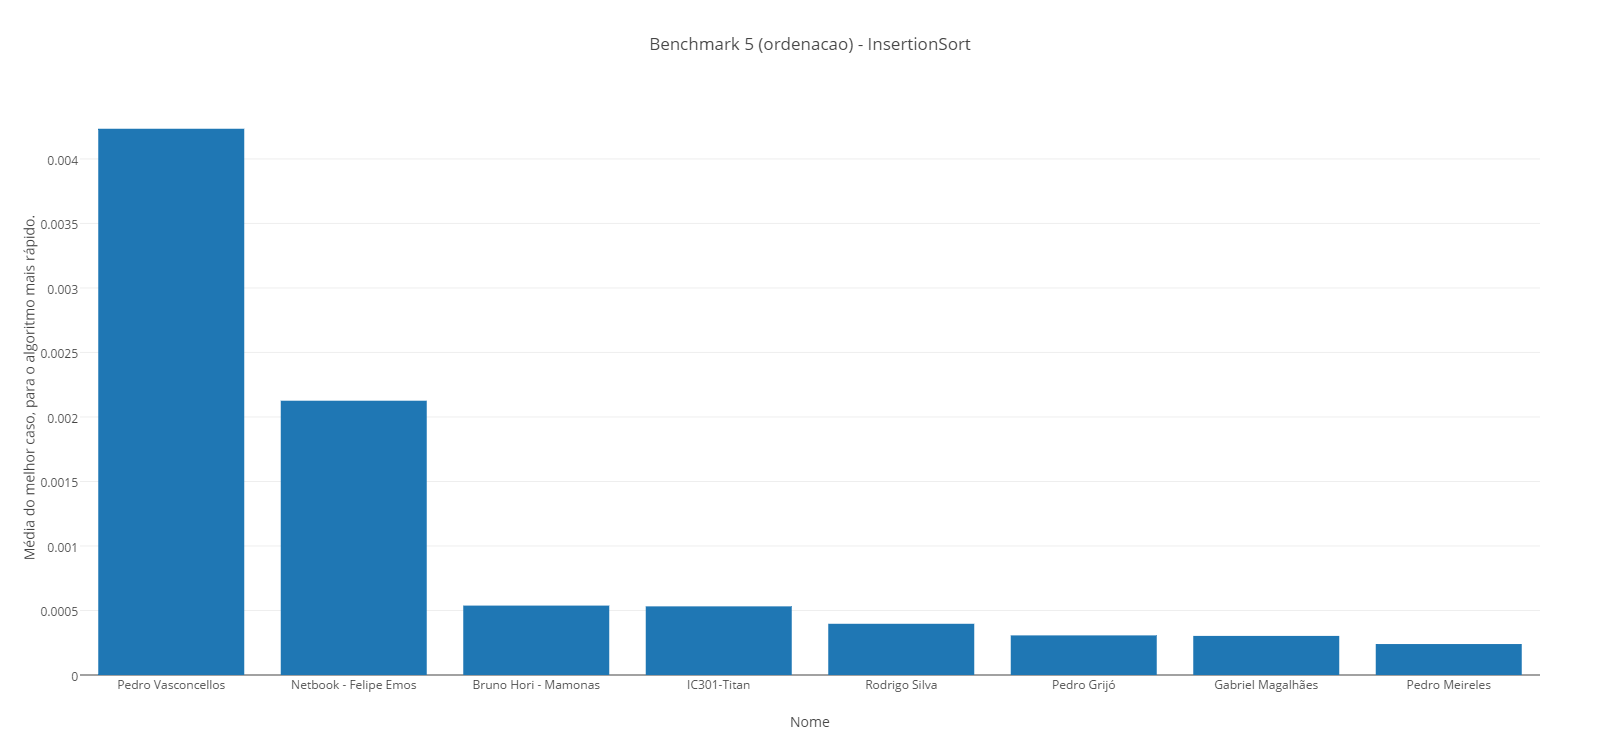 Benchmark 5 (ordenacao) - InsertionSort
Média do melhor caso, para o algoritmo mais rápido.
0.004
0.0035
0.003
0.0025
0.002
0.0015
0.001
0.0005
0
Pedro Vasconcellos
Netbook - Felipe Emos
Bruno Hori - Mamonas
IC301-Titan
Rodrigo Silva
Pedro Grijó
Gabriel Magalhães
Pedro Meireles
Nome